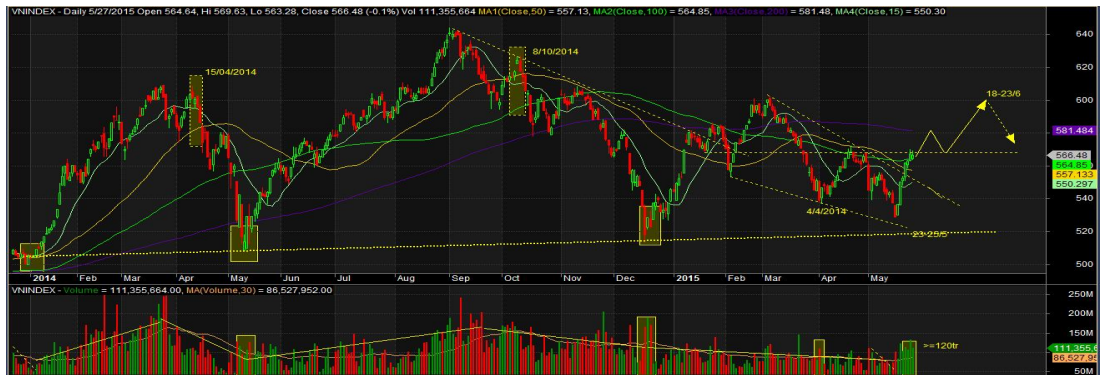 VNINDEX - Daily 5/27/2015 Open 564.64, Hi 569.63, Lo 563.28, Close 566.48 (-0.1%) Vol 111,355,664 MA1(Close,50) = 557.13, MA2(Close,100) = 564.85, MA3(Close,200) = 581.48, MA4(Close,15) = 550.30
640
8/10/2014
15/04/2014
620
18-23/6
600
581.484
566.48
564.85
557.133
550.297
540
4/4/2014
23-25/5
520
500
2014 Feb Mar Apr May Jun Jul Aug Sep Oct Nov Dec 2015 Feb Mar Apr May
VNINDEX - Volume = 111,355,664.00, MA(Volume,30) = 86,527,952.00
250M
200M
150M
>=120tr
111,355,6
86,527,95
50M